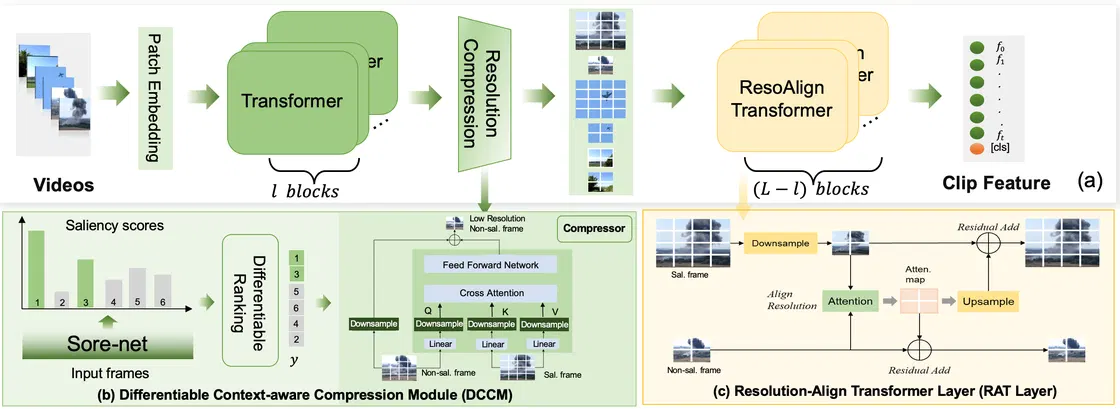 Videos
Patch Embedding
Transformer
er
...
l blocks
Resolution
Compression
ResoAlign
Transformer
n
er
...
(L − l) blocks
f0
f1
.
.
.
.
ft
[cls]
Clip Feature
(a)
Saliency scores
1
2
3
4
5
6
Sore-net
Input frames
Differentiable
Ranking
1
3
5
6
4
2
y
Low Resolution
Non-sal. frame
Compressor
Feed Forward Network
Cross Attention
Q
K
V
Downsample
Downsample
Downsample
Downsample
Linear
Linear
Linear
Non-sal. frame
Sal. frame
(b) Differentiable Context-aware Compression Module (DCCM)
Sal. frame
Downsample
Residual Add
Align
Resolution
Attention
Atten.
map
Upsample
Non-sal. frame
Residual Add
(c) Resolution-Align Transformer Layer (RAT Layer)